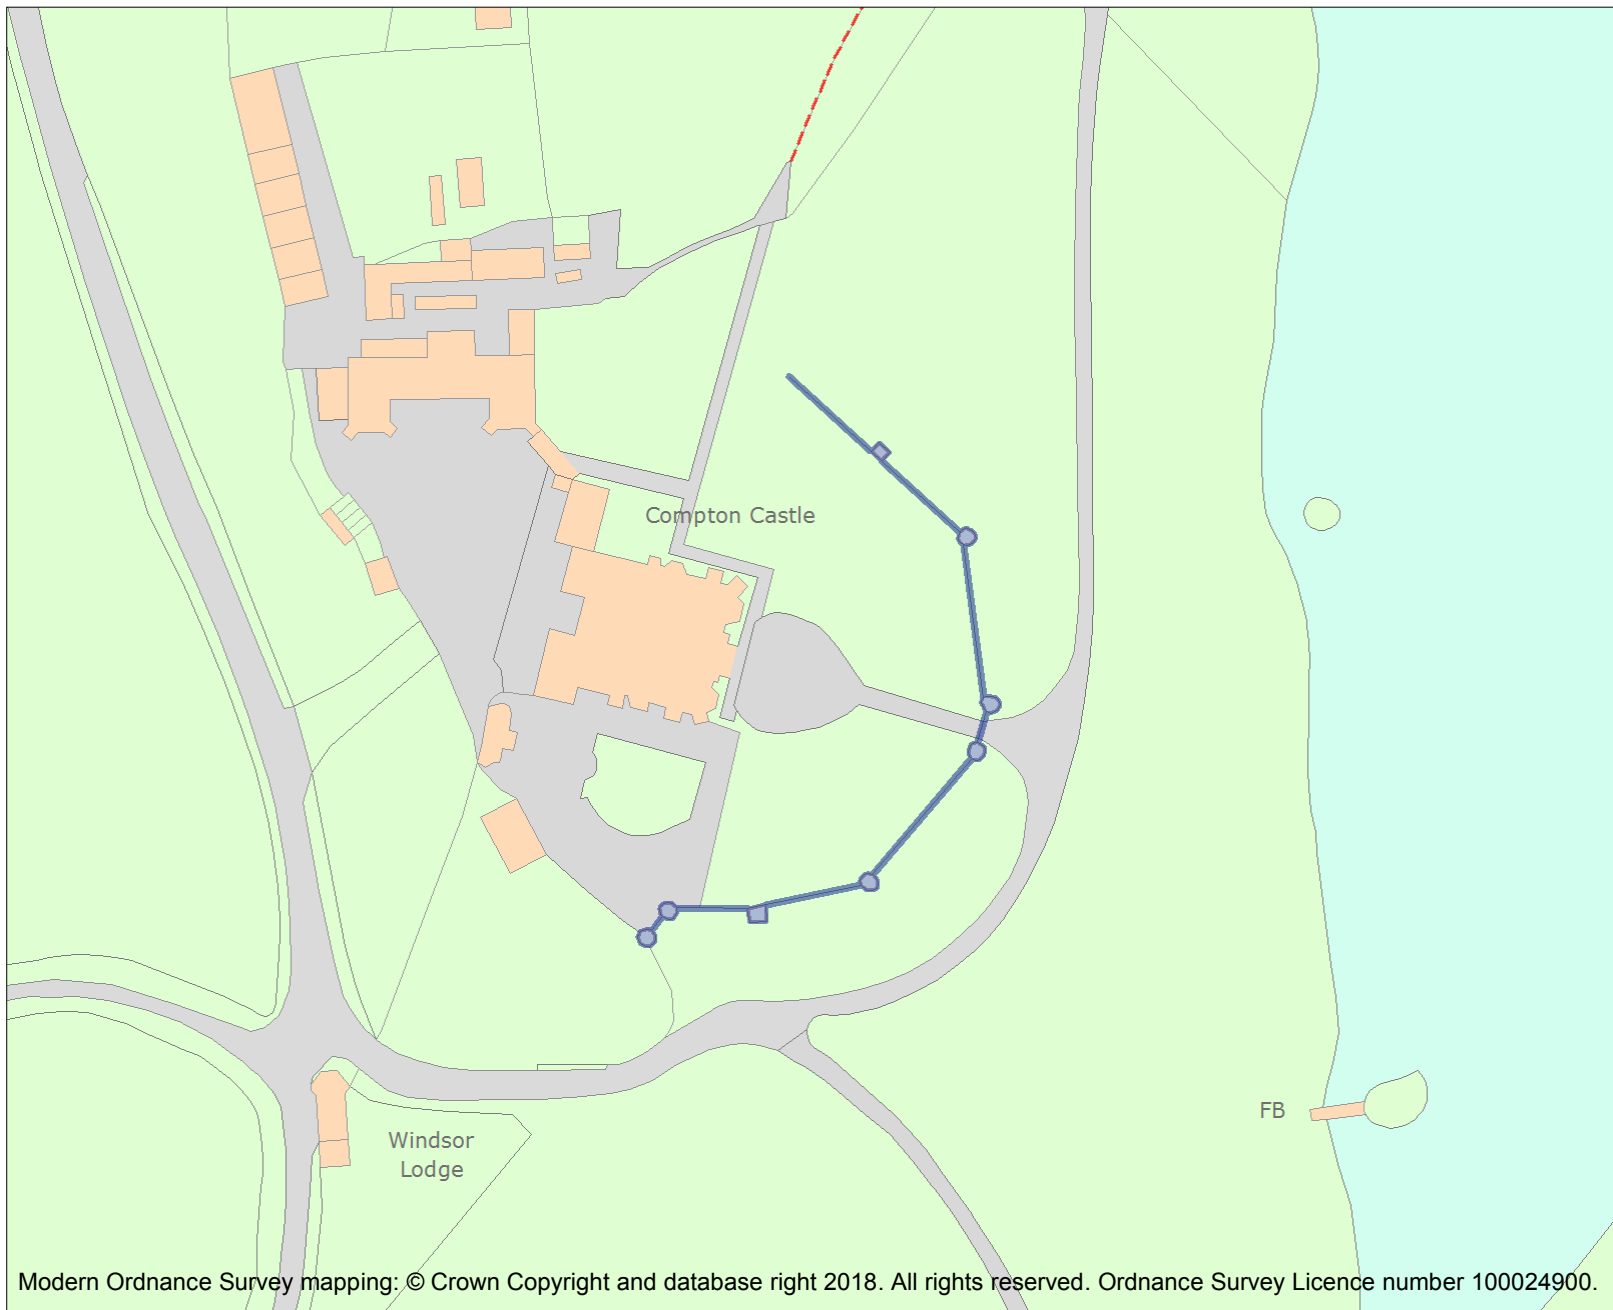 Compton Castle
FB
Windsor
Lodge
Modern Ordnance Survey mapping: © Crown Copyright and database right 2018. All rights reserved. Ordnance Survey Licence number 100024900.